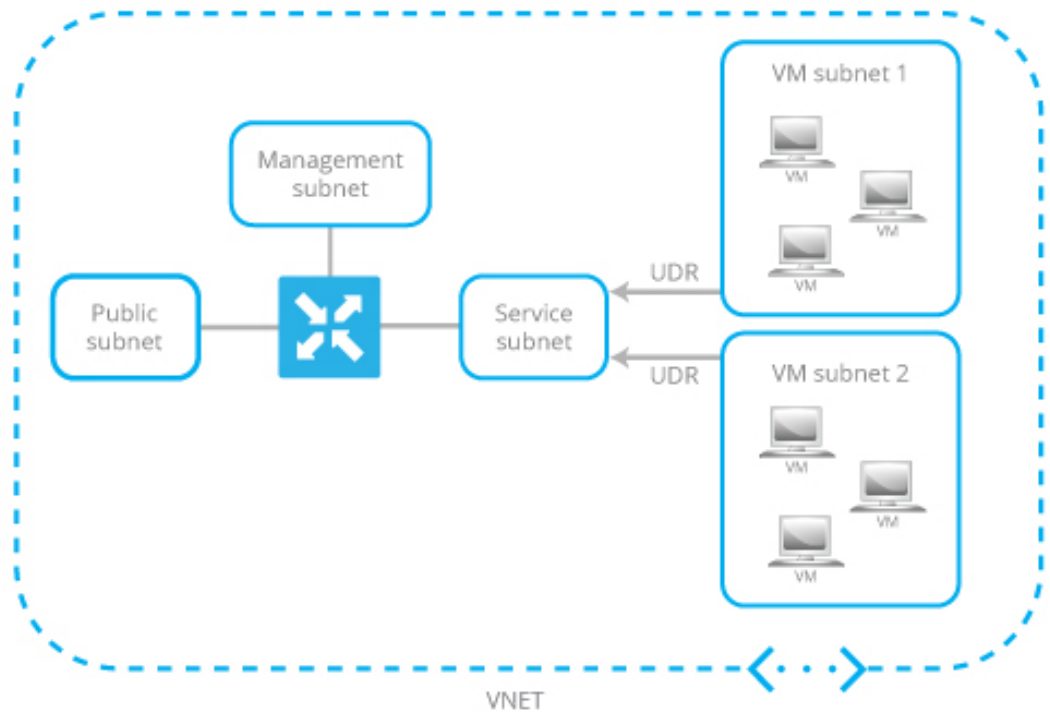 VM subnet 1
VM
VM
VM
Management
subnet
Public
subnet
Service
subnet
UDR
UDR
VM subnet 2
VM
VM
VM
VNET